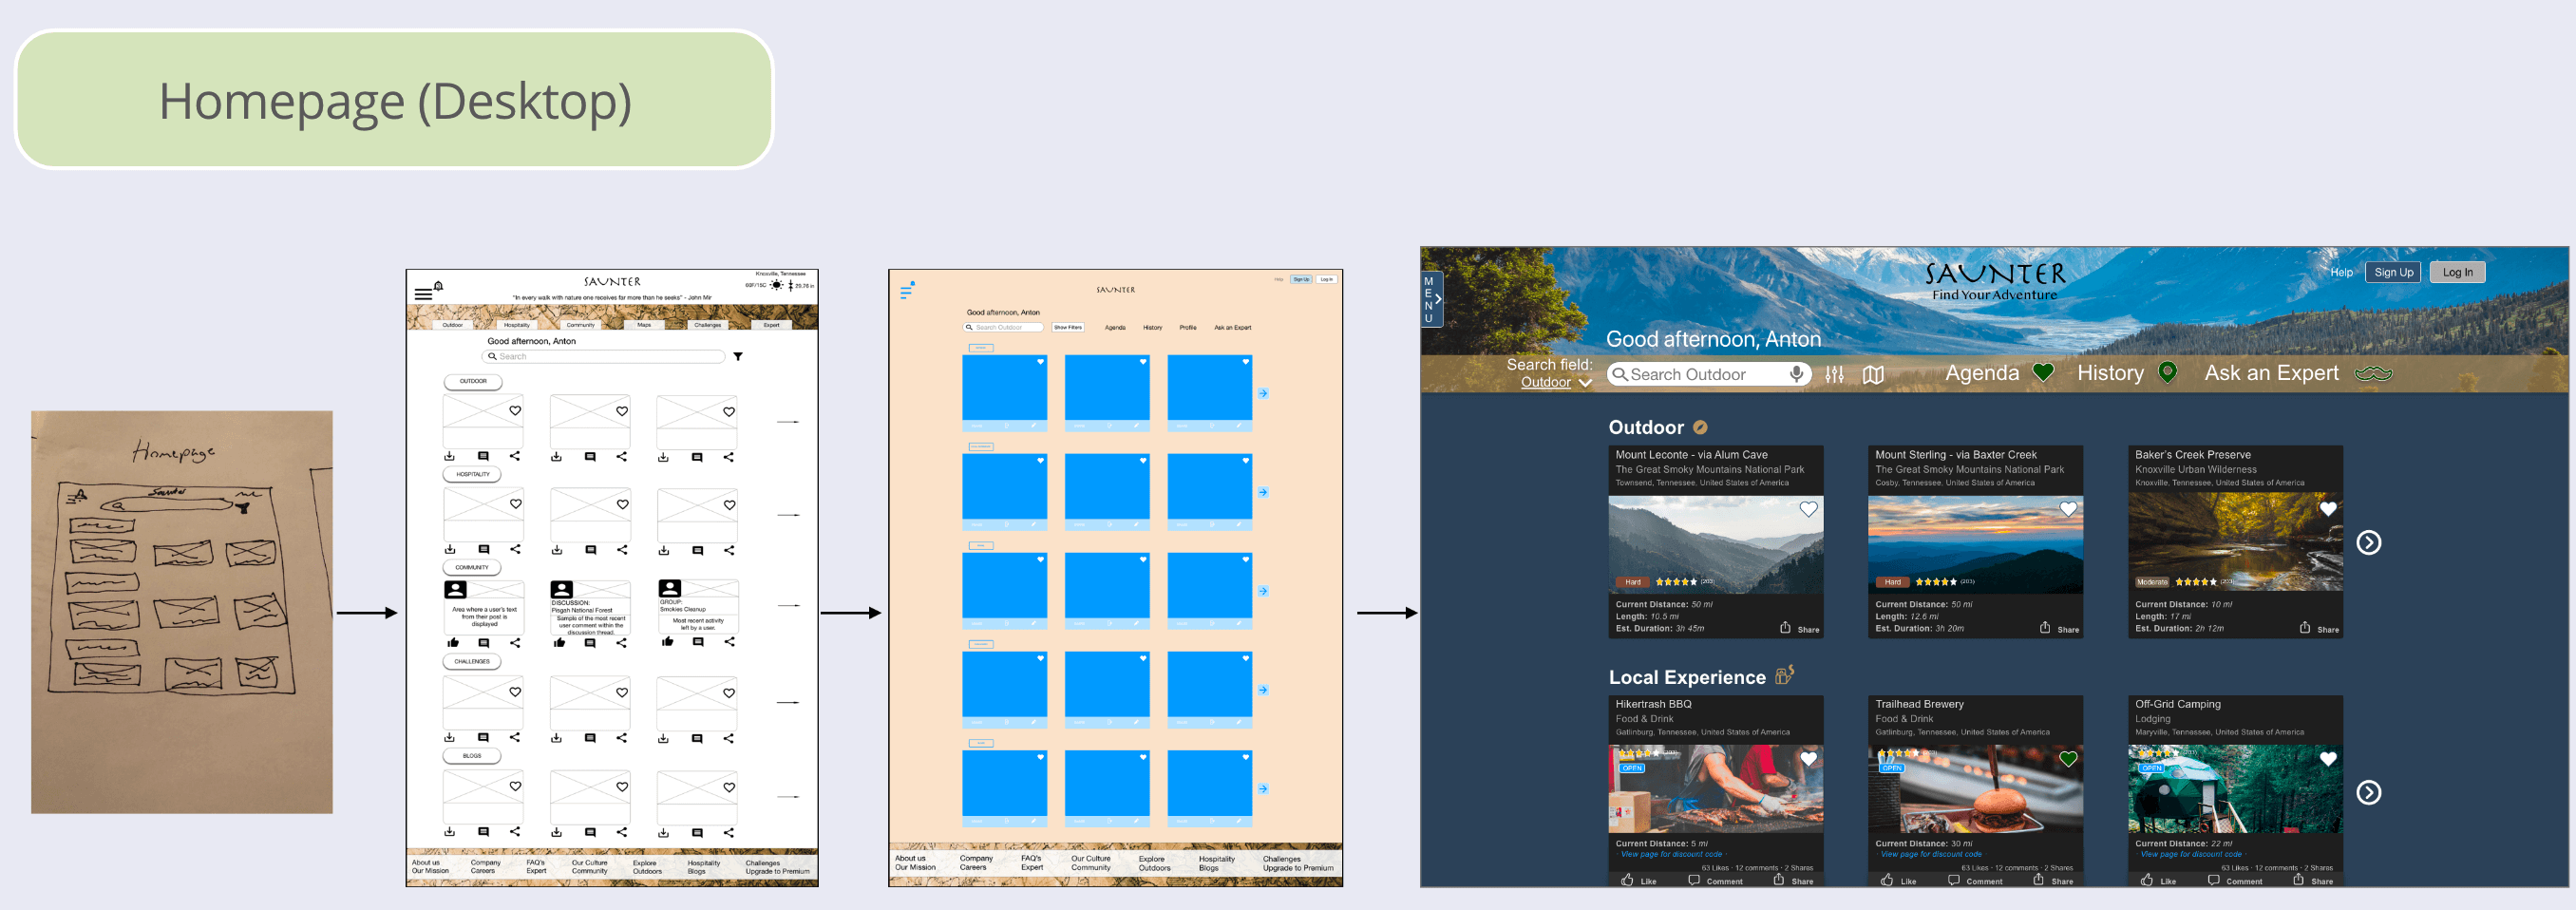 Homepage (Desktop)
Homepage
Saunter
SAUNTER
Knoxville, Tennessee
60F/15C 29.76 in
"In every walk with nature one receives far more than he seeks" - John Mir
Outdoor Hospitality Community Maps Challenges Expert
Good afternoon, Anton
Search
OUTDOOR
HOSPITALITY
COMMUNITY
Area where a user's text
from their post is
displayed
DISCUSSION:
Pisgah National Forest
Sample of the most recent
user comment within the
discussion thread.
GROUP:
Smokies Cleanup
Most recent activity
left by a user.
CHALLENGES
BLOGS
About us Company FAQ's Our Culture Explore Hospitality Challenges
Our Mission Careers Expert Community Outdoors Blogs Upgrade to Premium
Help Sign Up Log In
SAUNTER
Good afternoon, Anton
Search Outdoor Show Filters Agenda History Profile Ask an Expert
About us Company FAQ's Our Culture Explore Hospitality Challenges
Our Mission Careers Expert Community Outdoors Blogs Upgrade to Premium
MENU
SAUNTER
Find Your Adventure
Help Sign Up Log In
Good afternoon, Anton
Search field:
Outdoor
Search Outdoor
Agenda History Ask an Expert
Outdoor
Mount Leconte - via Alum Cave
The Great Smoky Mountains National Park
Townsend, Tennessee, United States of America
Hard (203)
Current Distance: 50 mi
Length: 10.5 mi
Est. Duration: 3h 45m
Share
Mount Sterling - via Baxter Creek
The Great Smoky Mountains National Park
Cosby, Tennessee, United States of America
Hard (203)
Current Distance: 50 mi
Length: 12.6 mi
Est. Duration: 3h 20m
Share
Baker's Creek Preserve
Knoxville Urban Wilderness
Knoxville, Tennessee, United States of America
Moderate (203)
Current Distance: 10 mi
Length: 17 mi
Est. Duration: 2h 12m
Share
Local Experience
Hikertrash BBQ
Food & Drink
Gatlinburg, Tennessee, United States of America
(203)
OPEN
Current Distance: 5 mi
· View page for discount code ·
63 Likes · 12 comments · 2 Shares
Like Comment Share
Trailhead Brewery
Food & Drink
Gatlinburg, Tennessee, United States of America
(203)
OPEN
Current Distance: 30 mi
· View page for discount code
63 Likes · 12 comments · 2 Shares
Like Comment Share
Off-Grid Camping
Lodging
Maryville, Tennessee, United States of America
(203)
OPEN
Current Distance: 22 mi
· View page for discount code ·
63 Likes · 12 comments · 2 Shares
Like Comment Share